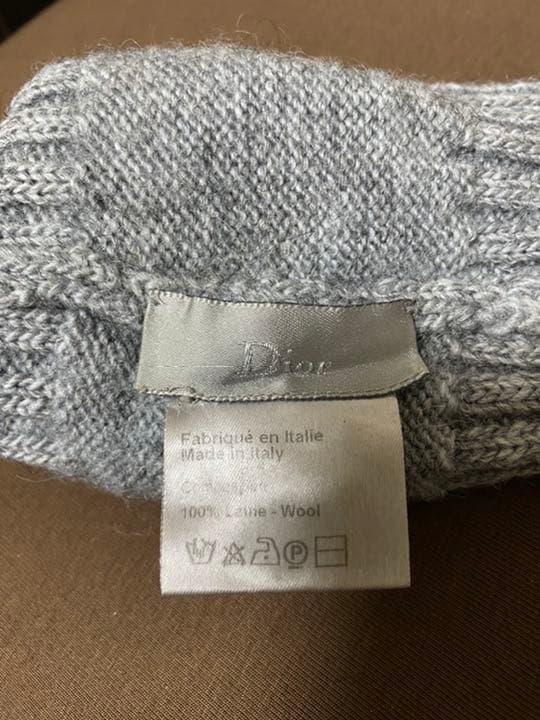 Dior
Fabriqué en Italie
Made in Italy
100% Laine - Wool
P